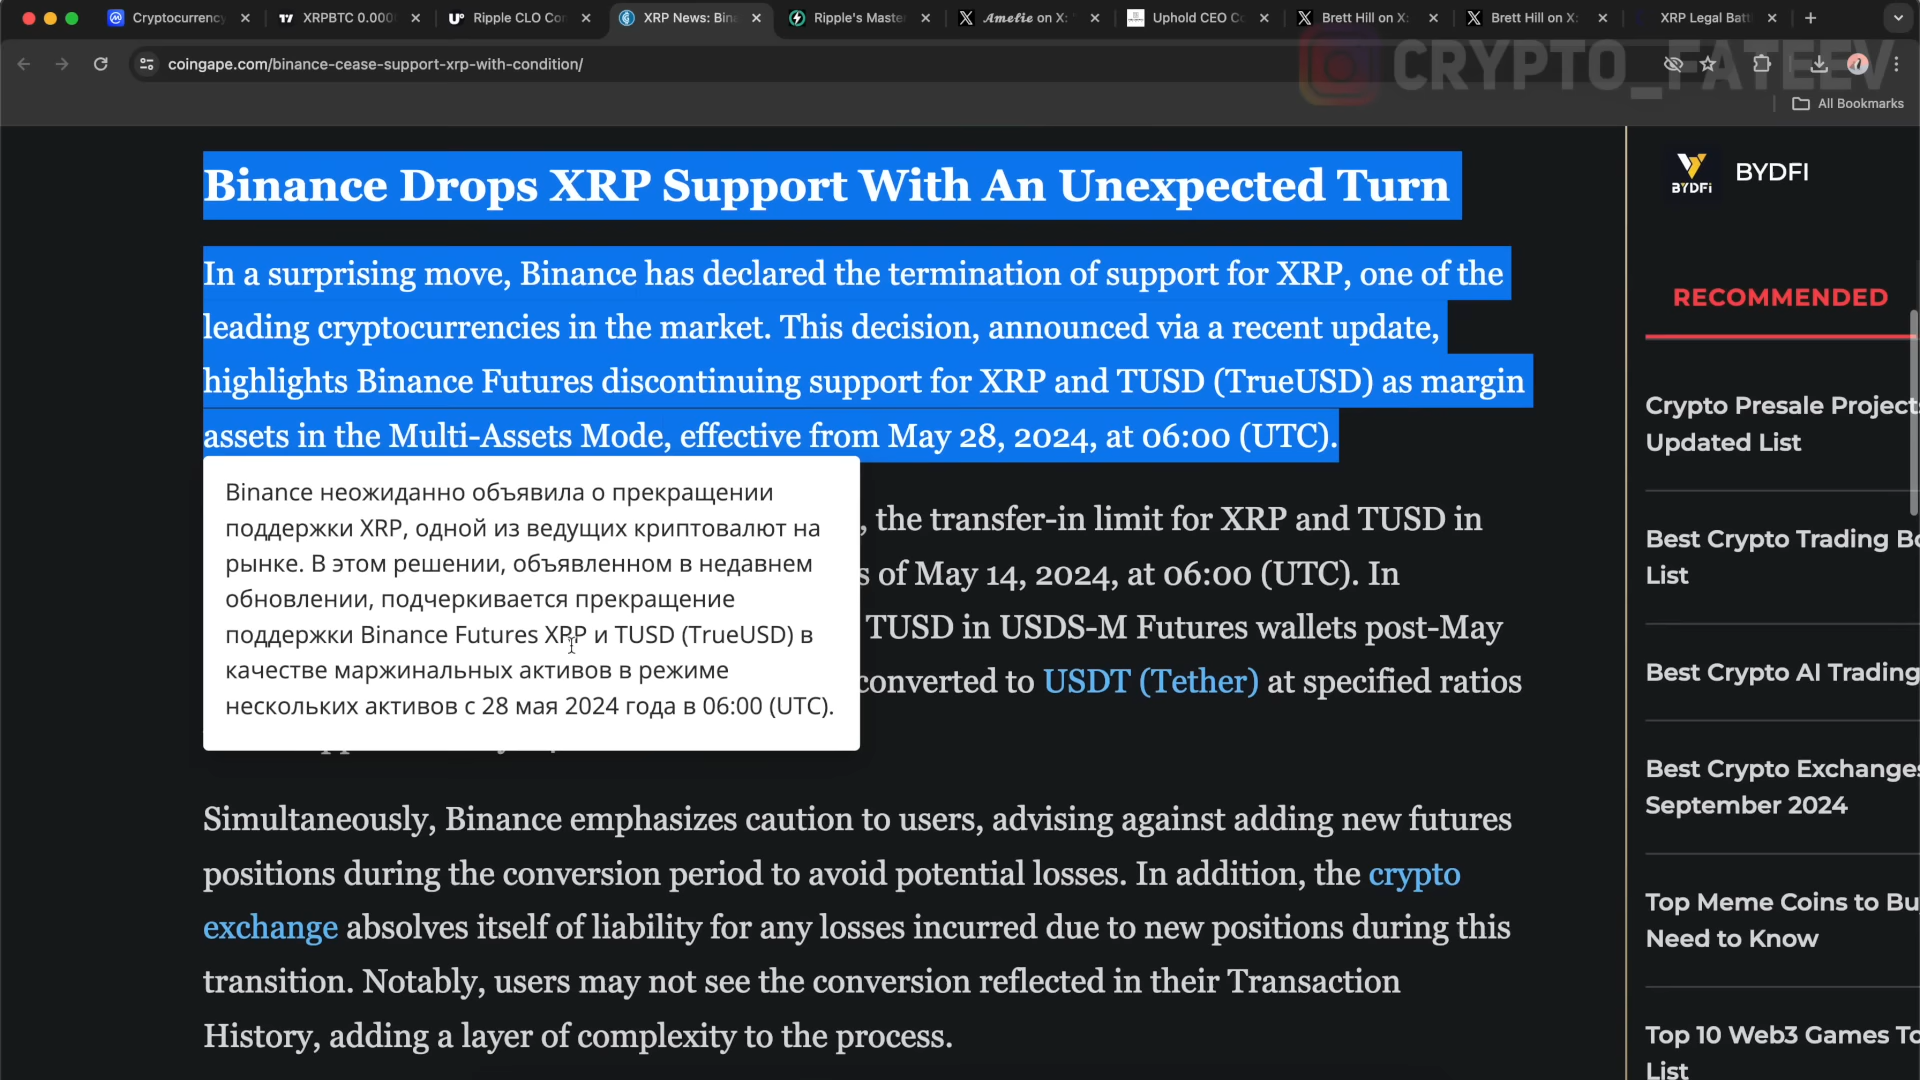 Cryptocurrency
XRPBTC 0.000
Ripple CLO Co
XRP News: Bin
Ripple's Maste
Amelie on X:
Uphold CEO C
Brett Hill on X:
Brett Hill on X:
XRP Legal Batt
coingape.com/binance-cease-support-xrp-with-condition/
CRYPTO_FATEEV
All Bookmarks
Binance Drops XRP Support With An Unexpected Turn
In a surprising move, Binance has declared the termination of support for XRP, one of the
leading cryptocurrencies in the market. This decision, announced via a recent update,
highlights Binance Futures discontinuing support for XRP and TUSD (TrueUSD) as margin
assets in the Multi-Assets Mode, effective from May 28, 2024, at 06:00 (UTC).
Binance неожиданно объявила о прекращении
поддержки XRP, одной из ведущих криптовалют на
рынке. В этом решении, объявленном в недавнем
обновлении, подчеркивается прекращение
поддержки Binance Futures XRP и TUSD (TrueUSD) в
качестве маржинальных активов в режиме
нескольких активов с 28 мая 2024 года в 06:00 (UTC).
, the transfer-in limit for XRP and TUSD in
s of May 14, 2024, at 06:00 (UTC). In
TUSD in USDS-M Futures wallets post-May
converted to USDT (Tether) at specified ratios
Simultaneously, Binance emphasizes caution to users, advising against adding new futures
positions during the conversion period to avoid potential losses. In addition, the crypto
exchange absolves itself of liability for any losses incurred due to new positions during this
transition. Notably, users may not see the conversion reflected in their Transaction
History, adding a layer of complexity to the process.
BYDFi
BYDFI
RECOMMENDED
Crypto Presale Projects
Updated List
Best Crypto Trading Bo
List
Best Crypto AI Trading
Best Crypto Exchanges
September 2024
Top Meme Coins to Bu
Need to Know
Top 10 Web3 Games To
List